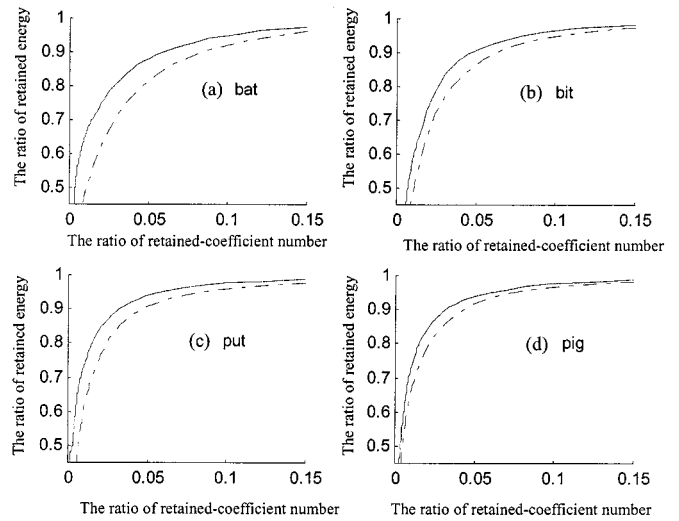 1
0.9
0.8
0.7
0.6
0.5
The ratio of retained energy
(a) bat
0 0.05 0.1 0.15
The ratio of retained-coefficient number
1
0.9
0.8
0.7
0.6
0.5
The ratio of retained energy
(b) bit
0 0.05 0.1 0.15
The ratio of retained-coefficient number
1
0.9
0.8
0.7
0.6
0.5
The ratio of retained energy
(c) put
0 0.05 0.1 0.15
The ratio of retained-coefficient number
1
0.9
0.8
0.7
0.6
0.5
The ratio of retained energy
(d) pig
0 0.05 0.1 0.15
The ratio of retained-coefficient number